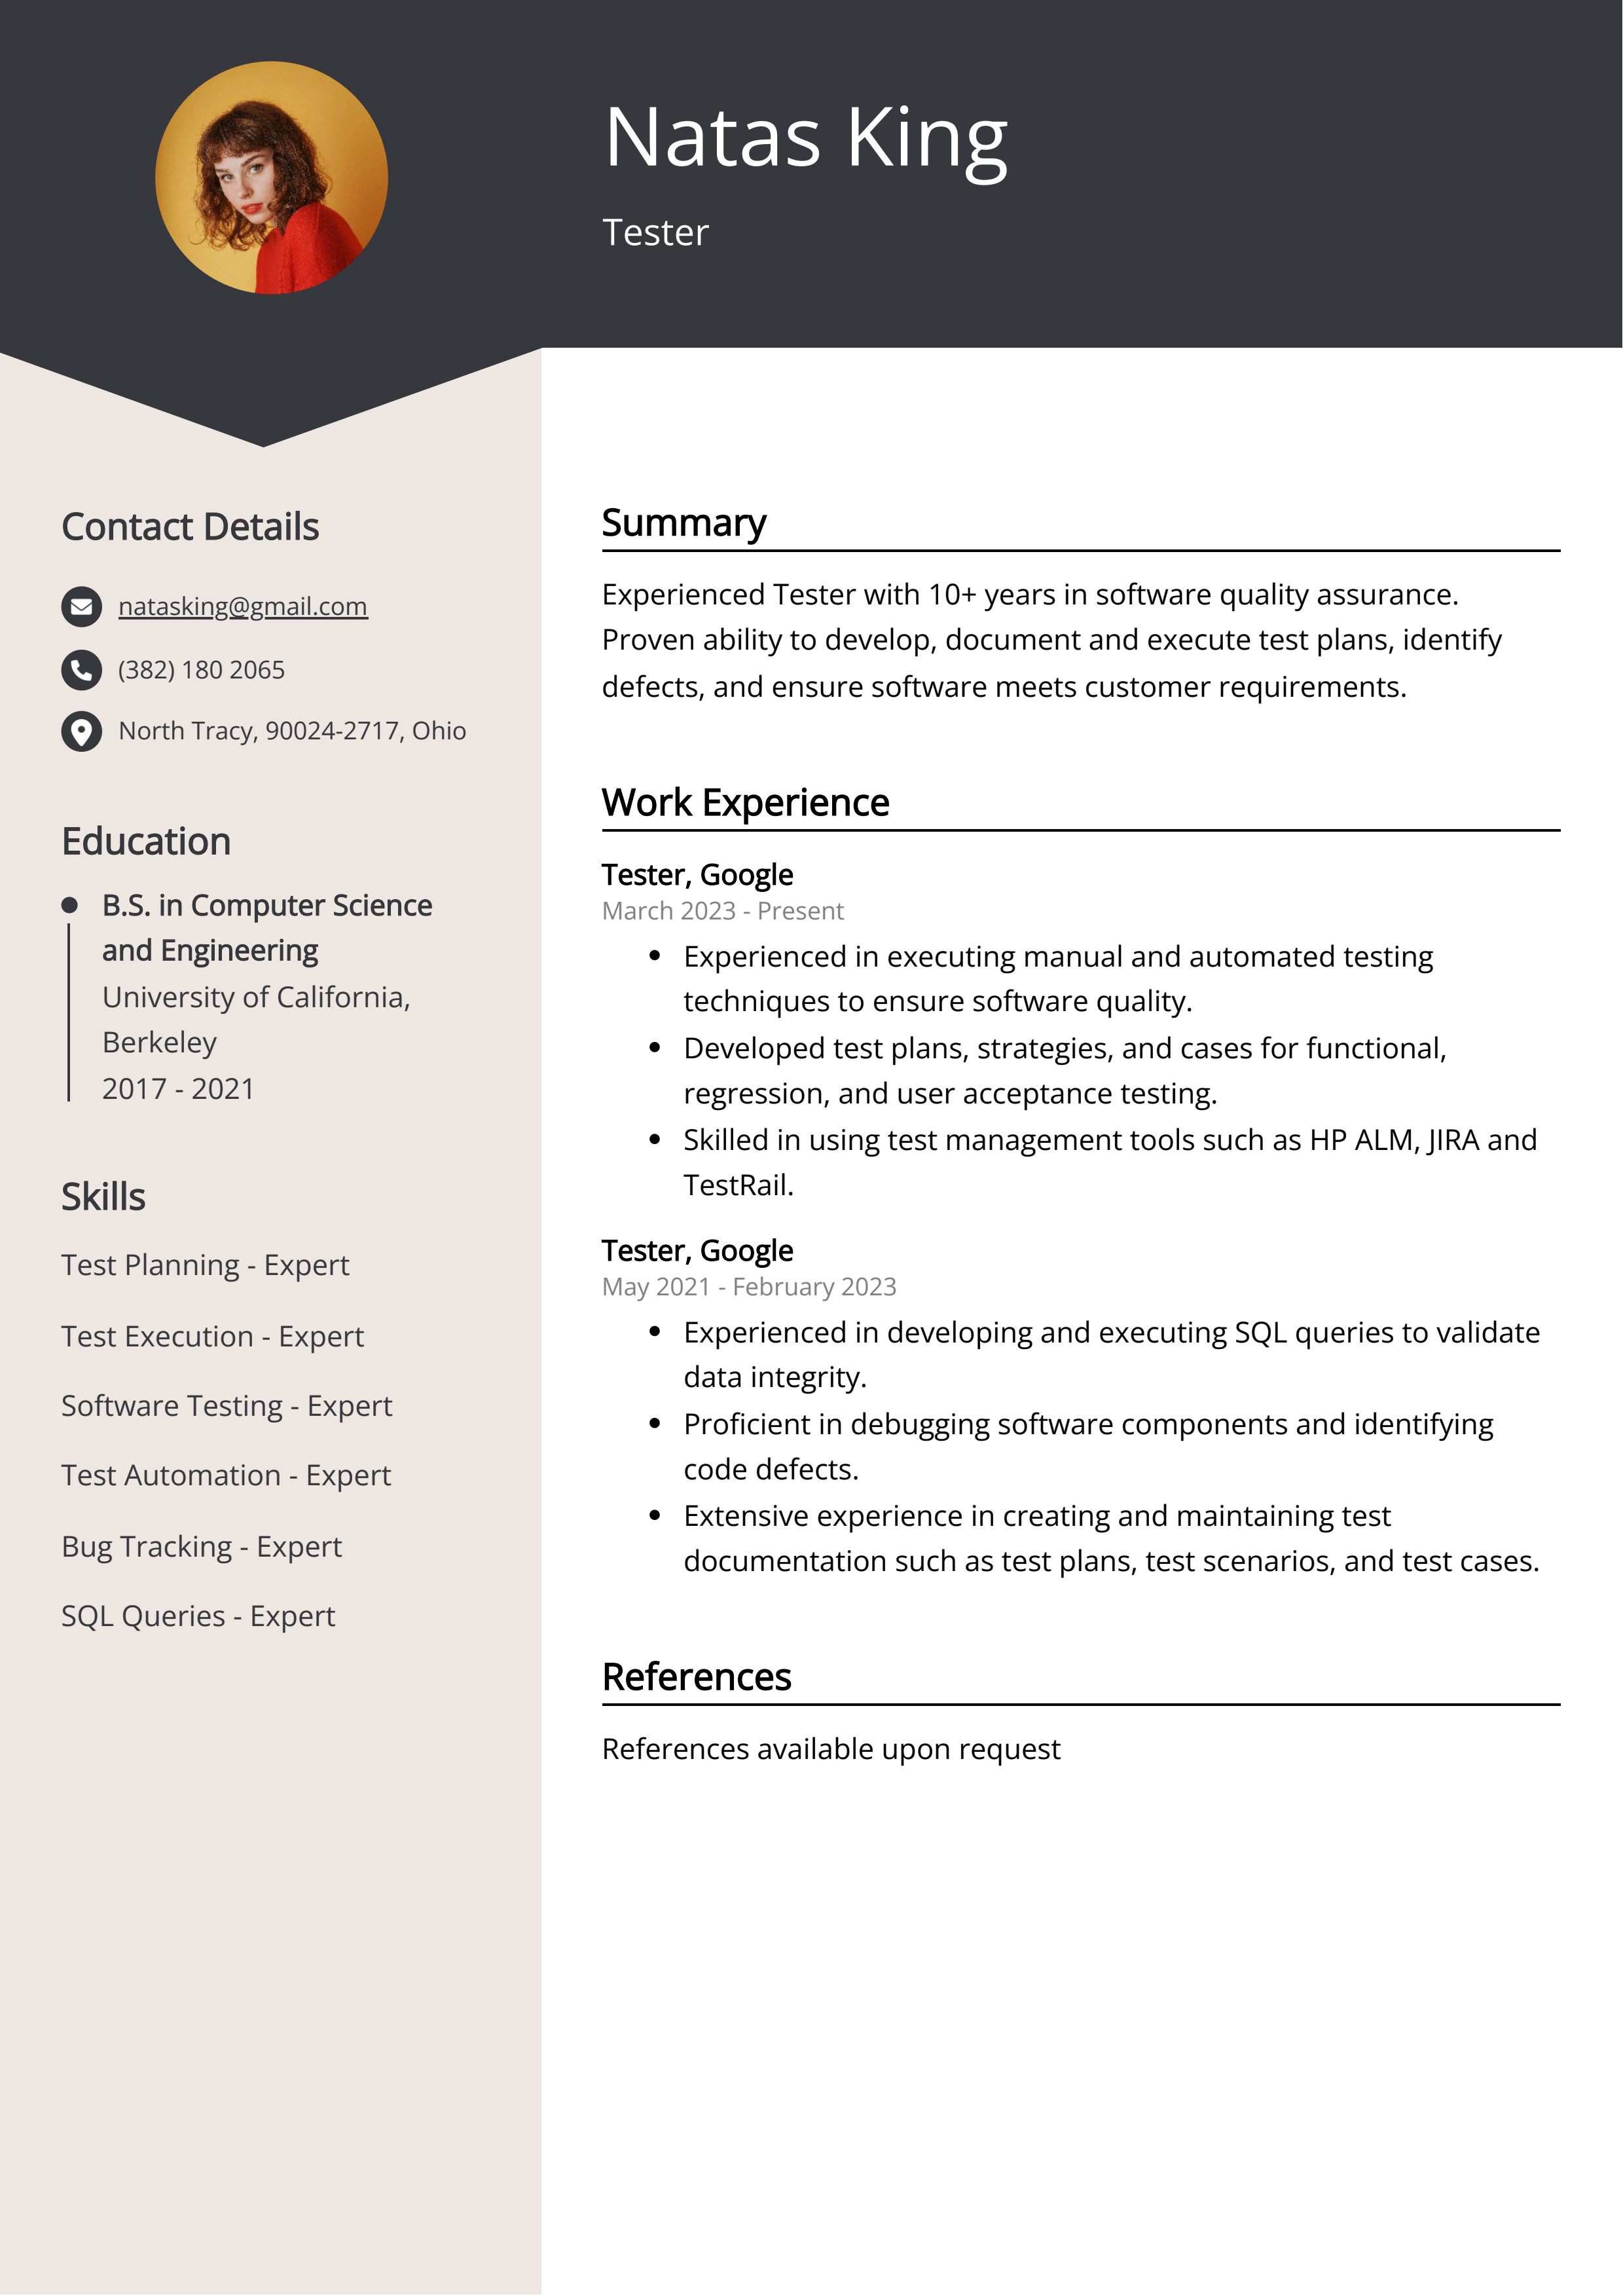 Natas King
Tester
Contact Details
natasking@gmail.com
(382) 180 2065
North Tracy, 90024-2717, Ohio
Education
B.S. in Computer Science
and Engineering
University of California,
Berkeley
2017 - 2021
Skills
Test Planning - Expert
Test Execution - Expert
Software Testing - Expert
Test Automation - Expert
Bug Tracking - Expert
SQL Queries - Expert
Summary
Experienced Tester with 10+ years in software quality assurance.
Proven ability to develop, document and execute test plans, identify
defects, and ensure software meets customer requirements.
Work Experience
Tester, Google
March 2023 - Present
• Experienced in executing manual and automated testing
techniques to ensure software quality.
• Developed test plans, strategies, and cases for functional,
regression, and user acceptance testing.
• Skilled in using test management tools such as HP ALM, JIRA and
TestRail.
Tester, Google
May 2021 - February 2023
• Experienced in developing and executing SQL queries to validate
data integrity.
• Proficient in debugging software components and identifying
code defects.
• Extensive experience in creating and maintaining test
documentation such as test plans, test scenarios, and test cases.
References
References available upon request